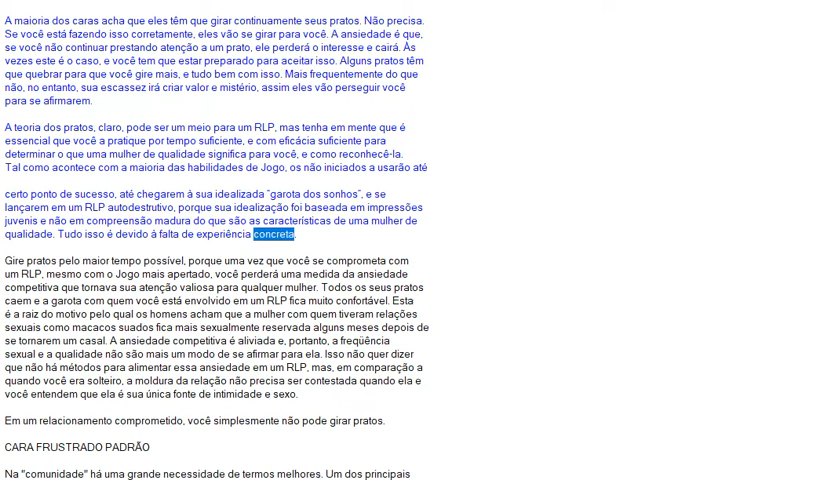 A maioria dos caras acha que eles têm que girar continuamente seus pratos. Não precisa.
Se você está fazendo isso corretamente, eles vão se girar para você. A ansiedade é que,
se você não continuar prestando atenção a um prato, ele perderá o interesse e cairá. Às
vezes este é o caso, e você tem que estar preparado para aceitar isso. Alguns pratos têm
que quebrar para que você gire mais, e tudo bem com isso. Mais frequentemente do que
não, no entanto, sua escassez irá criar valor e mistério, assim eles vão perseguir você
para se afirmarem.
A teoria dos pratos, claro, pode ser um meio para um RLP, mas tenha em mente que é
essencial que você a pratique por tempo suficiente, e com eficácia suficiente para
determinar o que uma mulher de qualidade significa para você, e como reconhecê-la.
Tal como acontece com a maioria das habilidades de Jogo, os não iniciados a usarão até
certo ponto de sucesso, até chegarem à sua idealizada "garota dos sonhos", e se
lançarem em um RLP autodestrutivo, porque sua idealização foi baseada em impressões
juvenis e não em compreensão madura do que são as características de uma mulher de
qualidade. Tudo isso é devido à falta de experiência concreta.
Gire pratos pelo maior tempo possível, porque uma vez que você se comprometa com
um RLP, mesmo com o Jogo mais apertado, você perderá uma medida da ansiedade
competitiva que tornava sua atenção valiosa para qualquer mulher. Todos os seus pratos
caem e a garota com quem você está envolvido em um RLP fica muito confortável. Esta
é a raiz do motivo pelo qual os homens acham que a mulher com quem tiveram relações
sexuais como macacos suados fica mais sexualmente reservada alguns meses depois de
se tornarem um casal. A ansiedade competitiva é aliviada e, portanto, a freqüência
sexual e a qualidade não são mais um modo de se afirmar para ela. Isso não quer dizer
que não há métodos para alimentar essa ansiedade em um RLP, mas, em comparação a
quando você era solteiro, a moldura da relação não precisa ser contestada quando ela e
você entendem que ela é sua única fonte de intimidade e sexo.
Em um relacionamento comprometido, você simplesmente não pode girar pratos.
CARA FRUSTRADO PADRÃO
Na "comunidade" há uma grande necessidade de termos melhores. Um dos principais